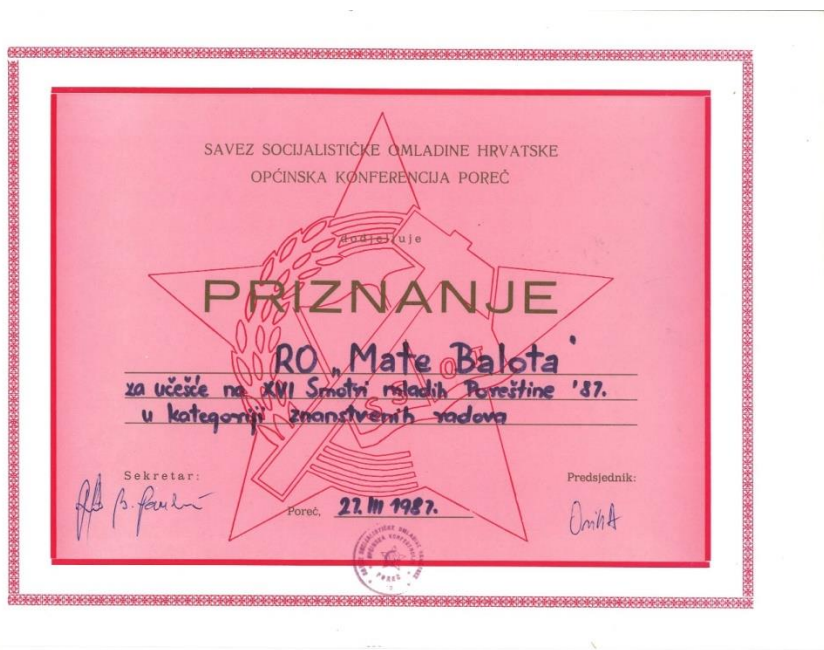 SAVEZ SOCIJALISTIČKE OMLADINE HRVATSKE
OPĆINSKA KONFERENCIJA POREČ
dodjeljuje
PRIZNANJE
RO „Mate Balota"
za učešće na XVI Smotri mladih Poreštine '87.
u kategoriji znanstvenih radova
Sekretar:
Predsjednik:
Poreč, 27. III 1987.
POREČ